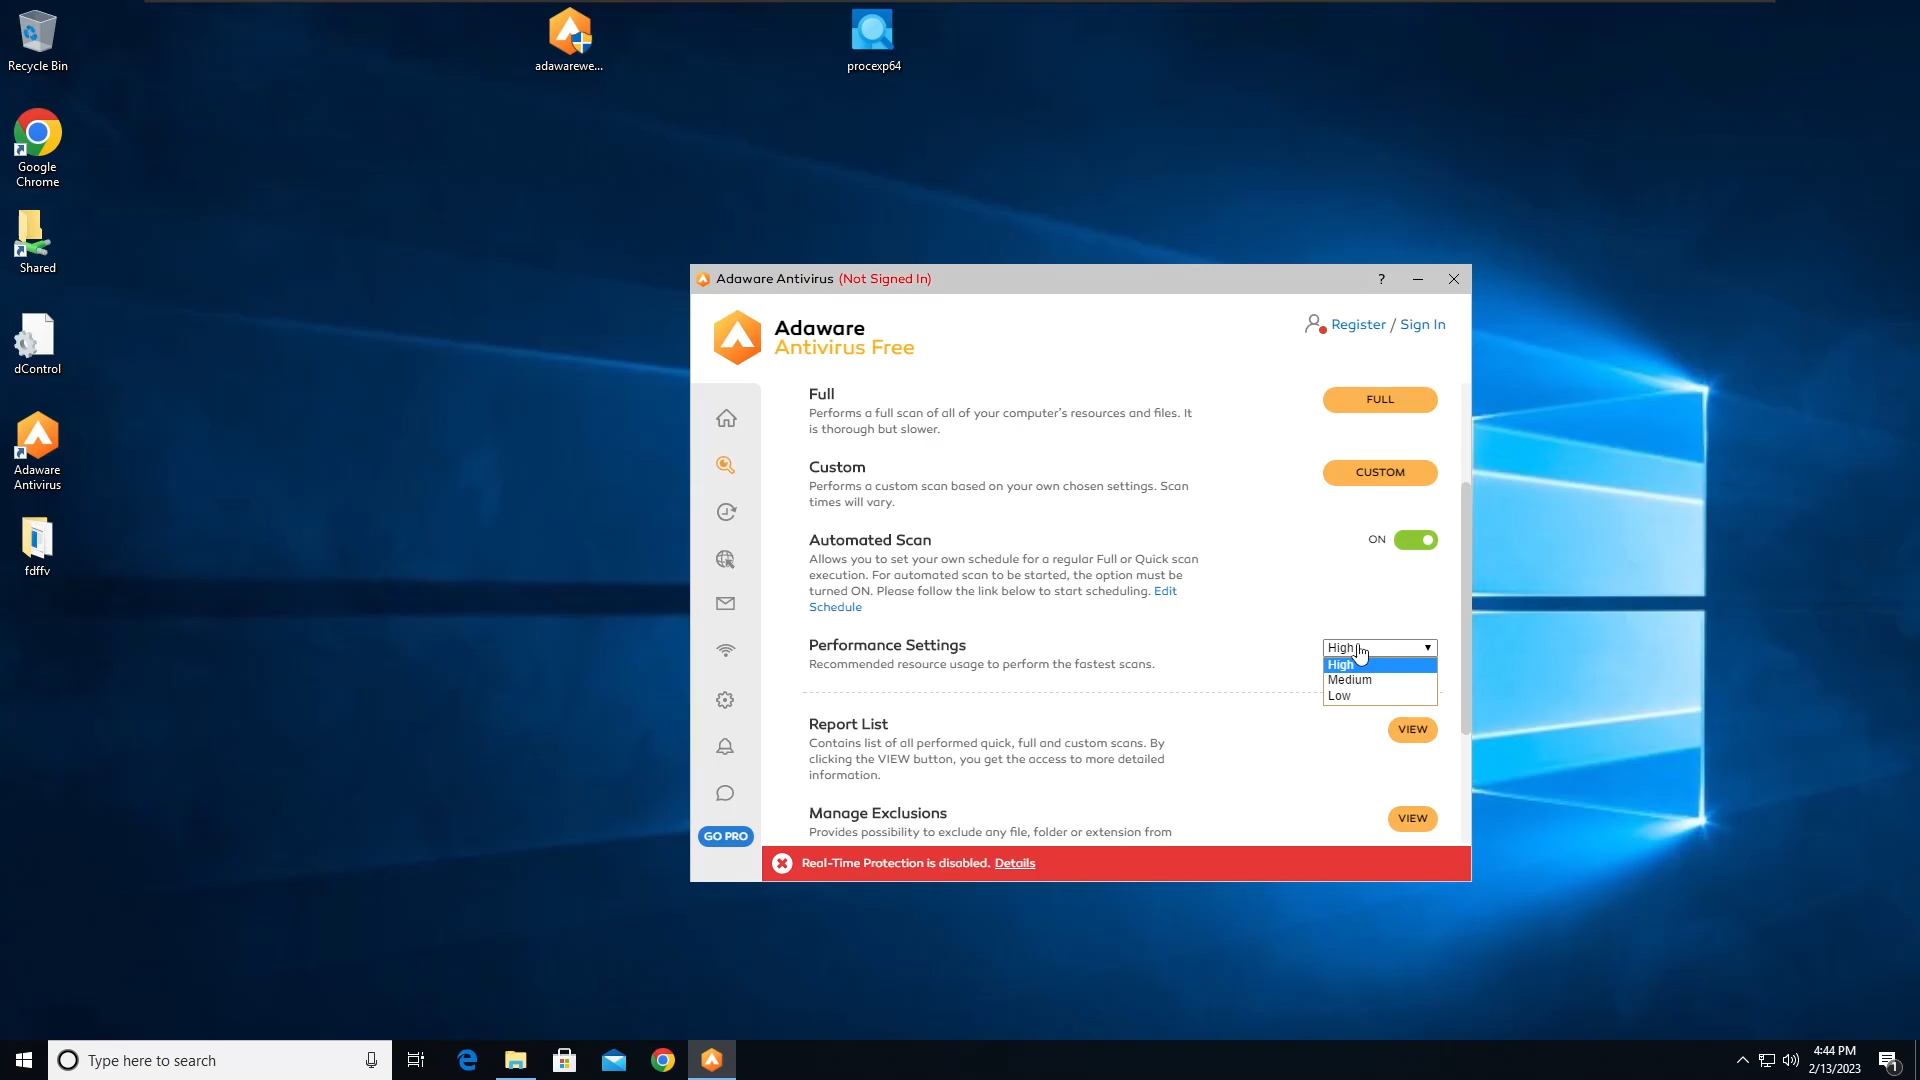 Recycle Bin
adawarewe...
procexp64
Google
Chrome
Shared
dControl
Adaware
Antivirus
fdffv
Adaware Antivirus (Not Signed In)
?
Adaware
Antivirus Free
Register / Sign In
Full
Performs a full scan of all of your computer's resources and files. It
is thorough but slower.
FULL
Custom
Performs a custom scan based on your own chosen settings. Scan
times will vary.
CUSTOM
Automated Scan
Allows you to set your own schedule for a regular Full or Quick scan
execution. For automated scan to be started, the option must be
turned ON. Please follow the link below to start scheduling. Edit
Schedule
ON
Performance Settings
Recommended resource usage to perform the fastest scans.
High
High
Medium
Low
Report List
Contains list of all performed quick, full and custom scans. By
clicking the VIEW button, you get the access to more detailed
information.
VIEW
Manage Exclusions
Provides possibility to exclude any file, folder or extension from
VIEW
GO PRO
Real-Time Protection is disabled. Details
Type here to search
4:44 PM
2/13/2023
1